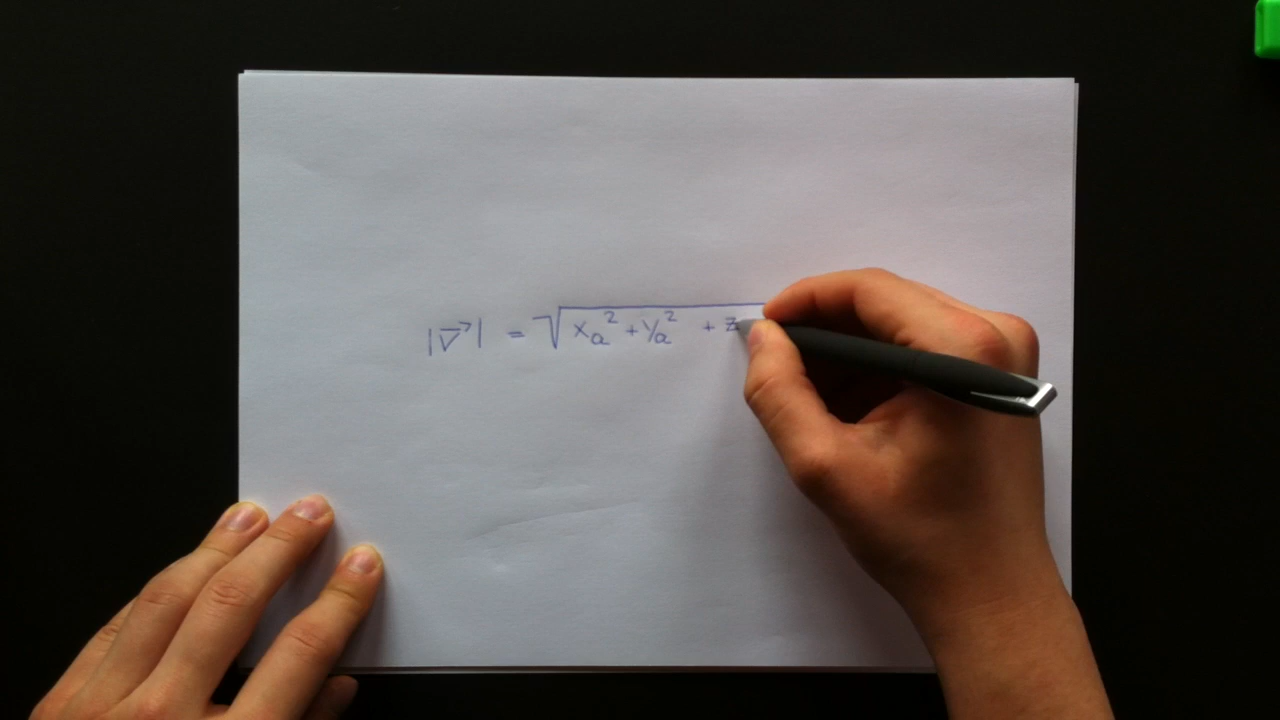 |v⃗| = √(xₐ² + yₐ² + z